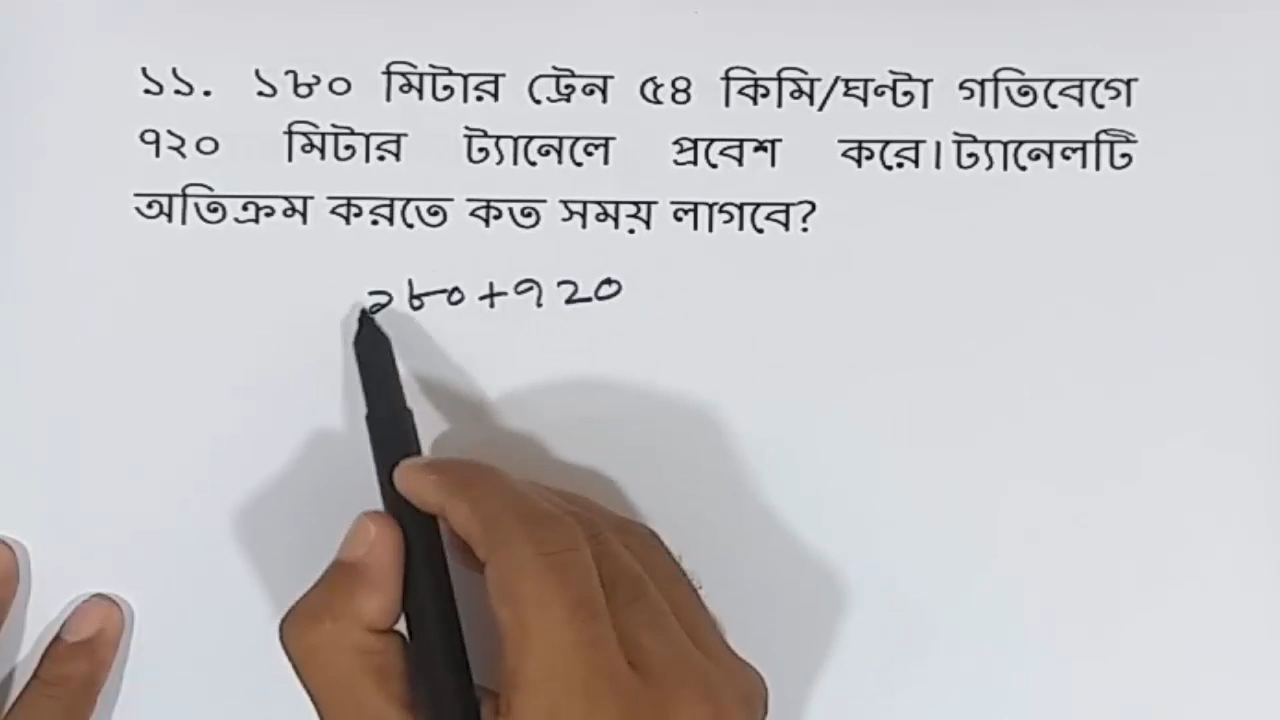 ১১. ১৮০ মিটার ট্রেন ৫৪ কিমি/ঘন্টা গতিবেগে
৭২০ মিটার ট্যানেলে প্রবেশ করে।ট্যানেলটি
অতিক্রম করতে কত সময় লাগবে?
১৮০+৭২০